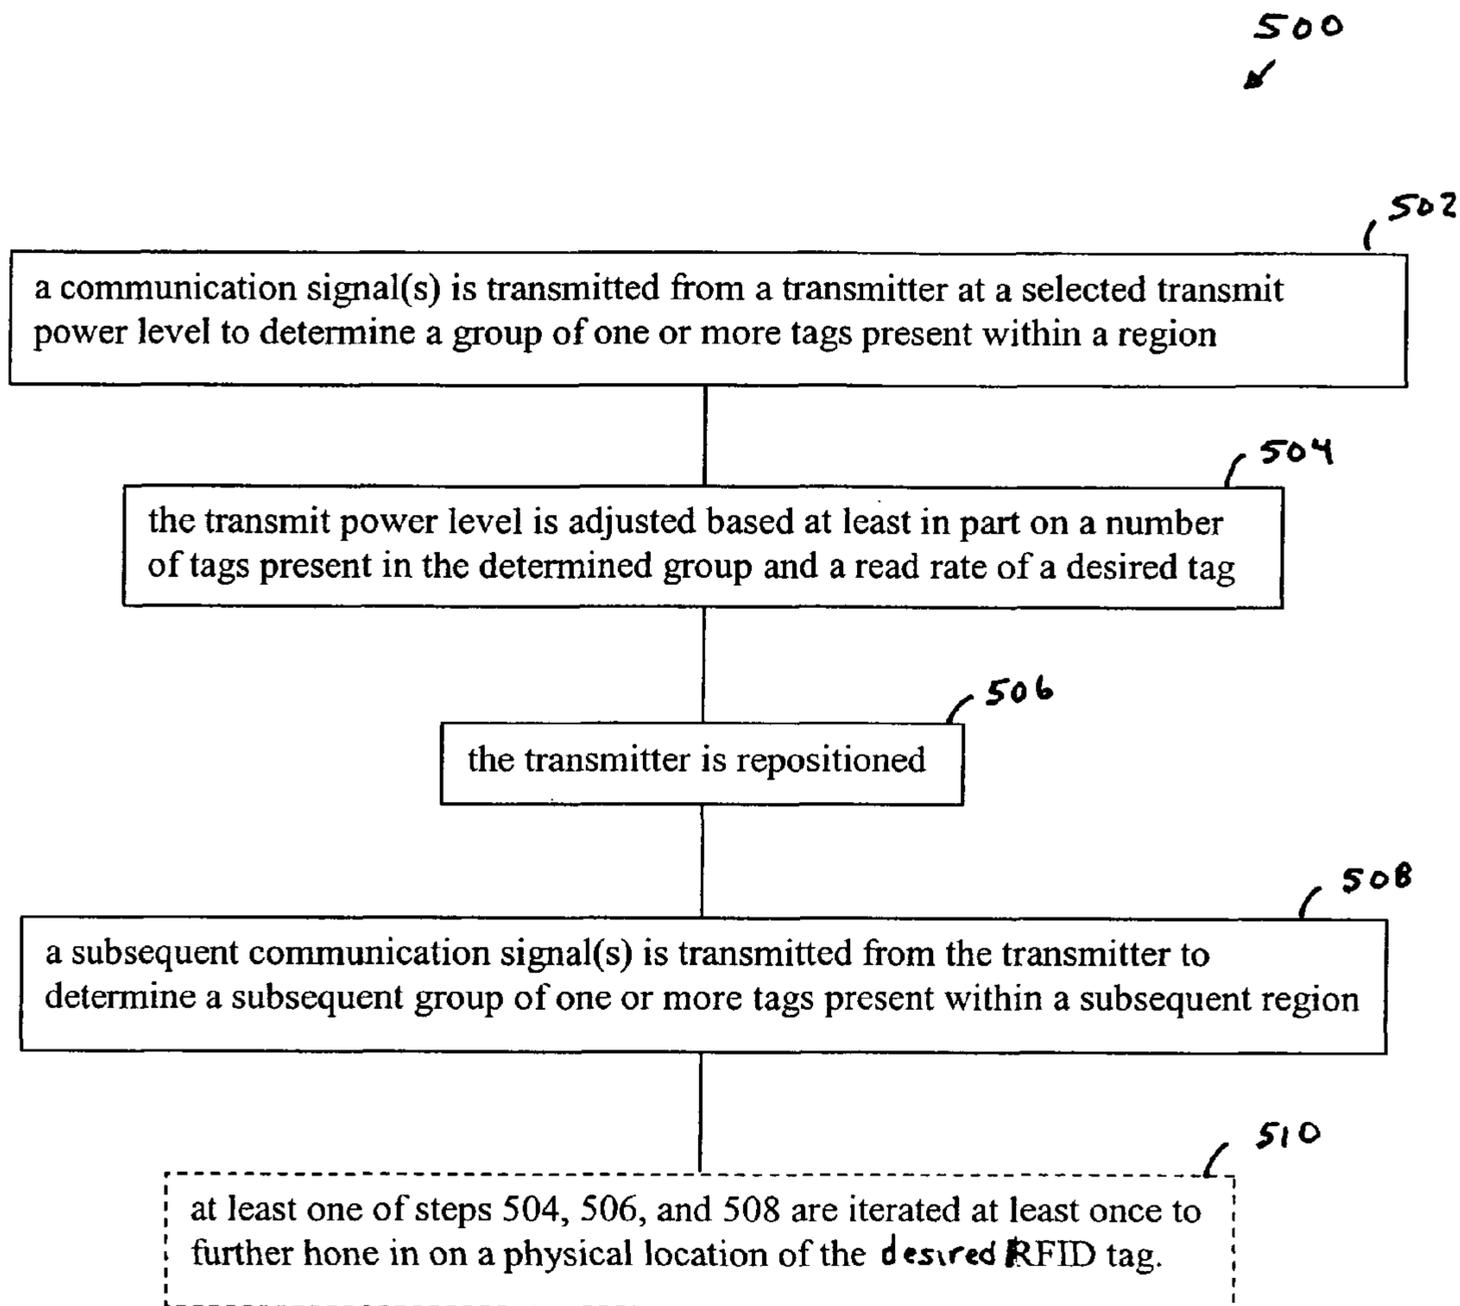 500
502
a communication signal(s) is transmitted from a transmitter at a selected transmit
power level to determine a group of one or more tags present within a region
504
the transmit power level is adjusted based at least in part on a number
of tags present in the determined group and a read rate of a desired tag
506
the transmitter is repositioned
508
a subsequent communication signal(s) is transmitted from the transmitter to
determine a subsequent group of one or more tags present within a subsequent region
510
at least one of steps 504, 506, and 508 are iterated at least once to
further hone in on a physical location of the desired RFID tag.